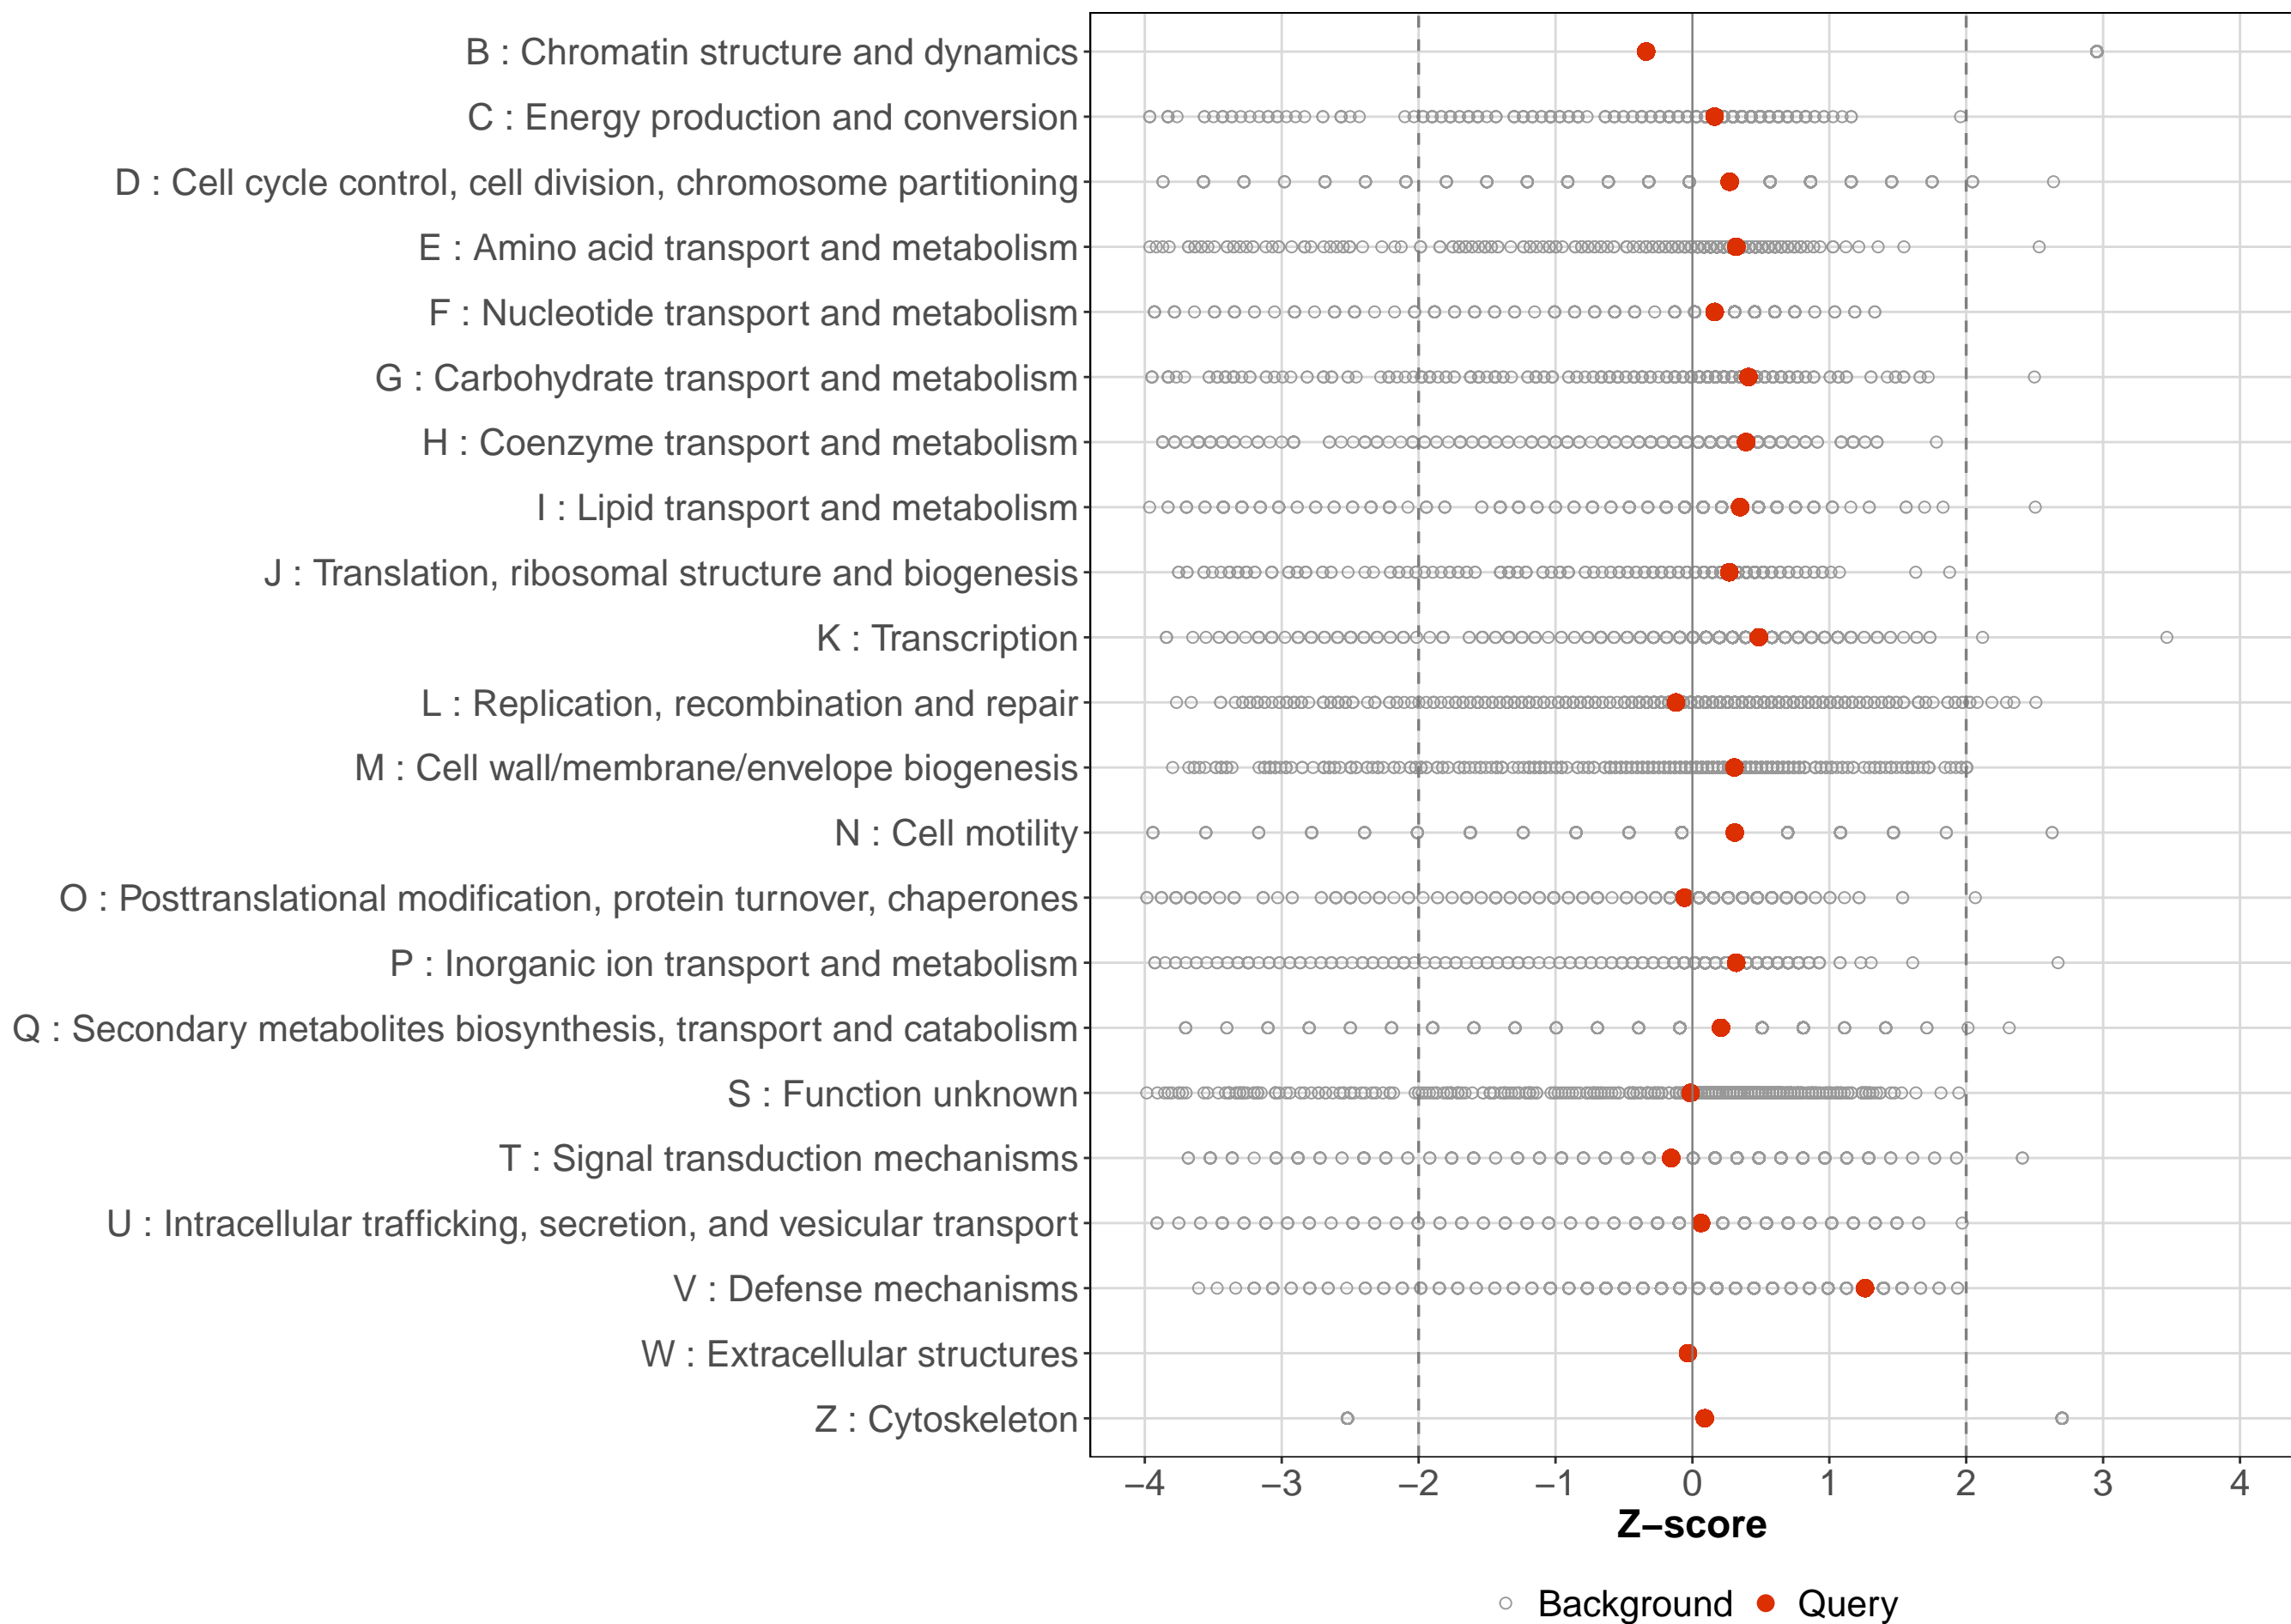 B : Chromatin structure and dynamics
C : Energy production and conversion
D : Cell cycle control, cell division, chromosome partitioning
E : Amino acid transport and metabolism
F : Nucleotide transport and metabolism
G : Carbohydrate transport and metabolism
H : Coenzyme transport and metabolism
I : Lipid transport and metabolism
J : Translation, ribosomal structure and biogenesis
K : Transcription
L : Replication, recombination and repair
M : Cell wall/membrane/envelope biogenesis
N : Cell motility
O : Posttranslational modification, protein turnover, chaperones
P : Inorganic ion transport and metabolism
Q : Secondary metabolites biosynthesis, transport and catabolism
S : Function unknown
T : Signal transduction mechanisms
U : Intracellular trafficking, secretion, and vesicular transport
V : Defense mechanisms
W : Extracellular structures
Z : Cytoskeleton
−4 −3 −2 −1 0 1 2 3 4
Z−score
Background Query